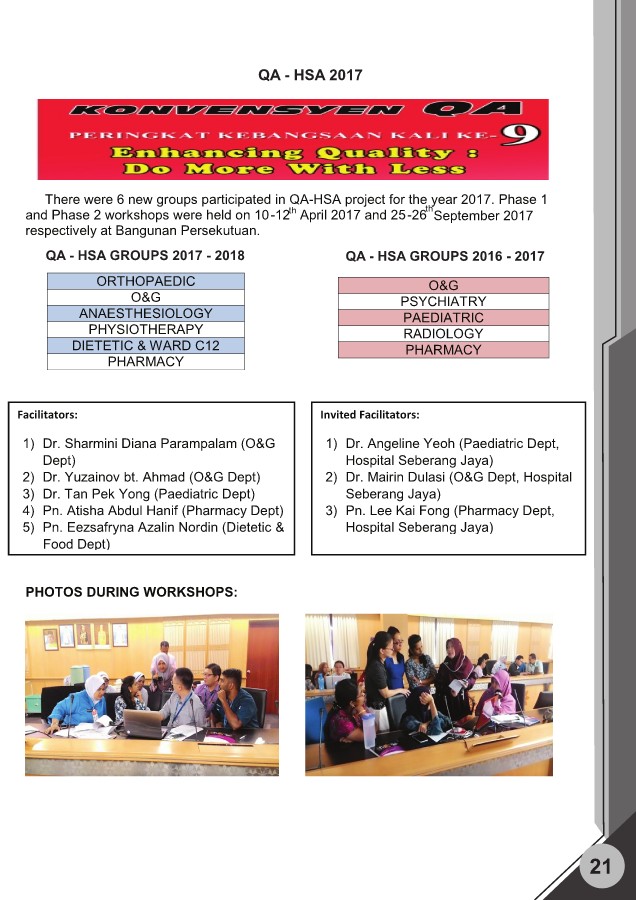 QA - HSA 2017
KONVENSYEN QA
PERINGKAT KEBANGSAAN KALI KE-9
Enhancing Quality :
Do More With Less
There were 6 new groups participated in QA-HSA project for the year 2017. Phase 1
and Phase 2 workshops were held on 10-12th April 2017 and 25-26th September 2017
respectively at Bangunan Persekutuan.
QA - HSA GROUPS 2017 - 2018
ORTHOPAEDIC
O&G
ANAESTHESIOLOGY
PHYSIOTHERAPY
DIETETIC & WARD C12
PHARMACY
QA - HSA GROUPS 2016 - 2017
O&G
PSYCHIATRY
PAEDIATRIC
RADIOLOGY
PHARMACY
Facilitators:
1) Dr. Sharmini Diana Parampalam (O&G
Dept)
2) Dr. Yuzainov bt. Ahmad (O&G Dept)
3) Dr. Tan Pek Yong (Paediatric Dept)
4) Pn. Atisha Abdul Hanif (Pharmacy Dept)
5) Pn. Eezsafryna Azalin Nordin (Dietetic &
Food Dept)
Invited Facilitators:
1) Dr. Angeline Yeoh (Paediatric Dept,
Hospital Seberang Jaya)
2) Dr. Mairin Dulasi (O&G Dept, Hospital
Seberang Jaya)
3) Pn. Lee Kai Fong (Pharmacy Dept,
Hospital Seberang Jaya)
PHOTOS DURING WORKSHOPS:
21